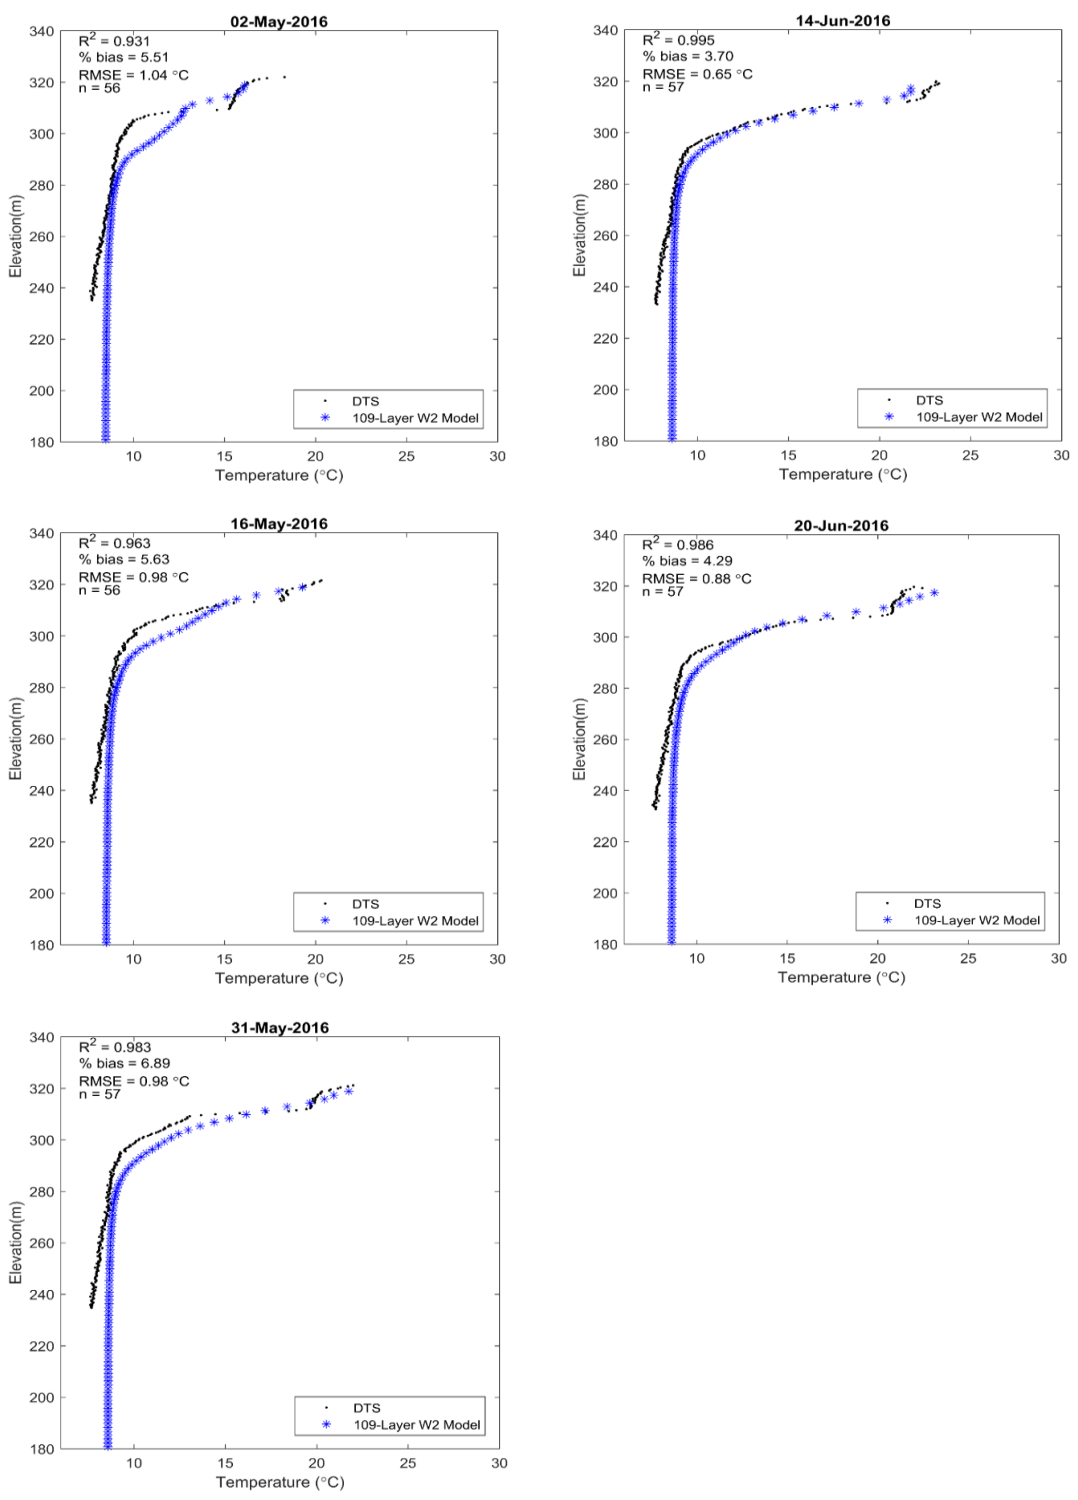 02-May-2016
R2 = 0.931
% bias = 5.51
RMSE = 1.04 °C
n = 56
340
320
300
280
260
240
220
200
180
Elevation(m)
DTS
109-Layer W2 Model
10 15 20 25 30
Temperature (°C)
14-Jun-2016
R2 = 0.995
% bias = 3.70
RMSE = 0.65 °C
n = 57
340
320
300
280
260
240
220
200
180
Elevation(m)
DTS
109-Layer W2 Model
10 15 20 25 30
Temperature (°C)
16-May-2016
R2 = 0.963
% bias = 5.63
RMSE = 0.98 °C
n = 56
340
320
300
280
260
240
220
200
180
Elevation(m)
DTS
109-Layer W2 Model
10 15 20 25 30
Temperature (°C)
20-Jun-2016
R2 = 0.986
% bias = 4.29
RMSE = 0.88 °C
n = 57
340
320
300
280
260
240
220
200
180
Elevation(m)
DTS
109-Layer W2 Model
10 15 20 25 30
Temperature (°C)
31-May-2016
R2 = 0.983
% bias = 6.89
RMSE = 0.98 °C
n = 57
340
320
300
280
260
240
220
200
180
Elevation(m)
DTS
109-Layer W2 Model
10 15 20 25 30
Temperature (°C)